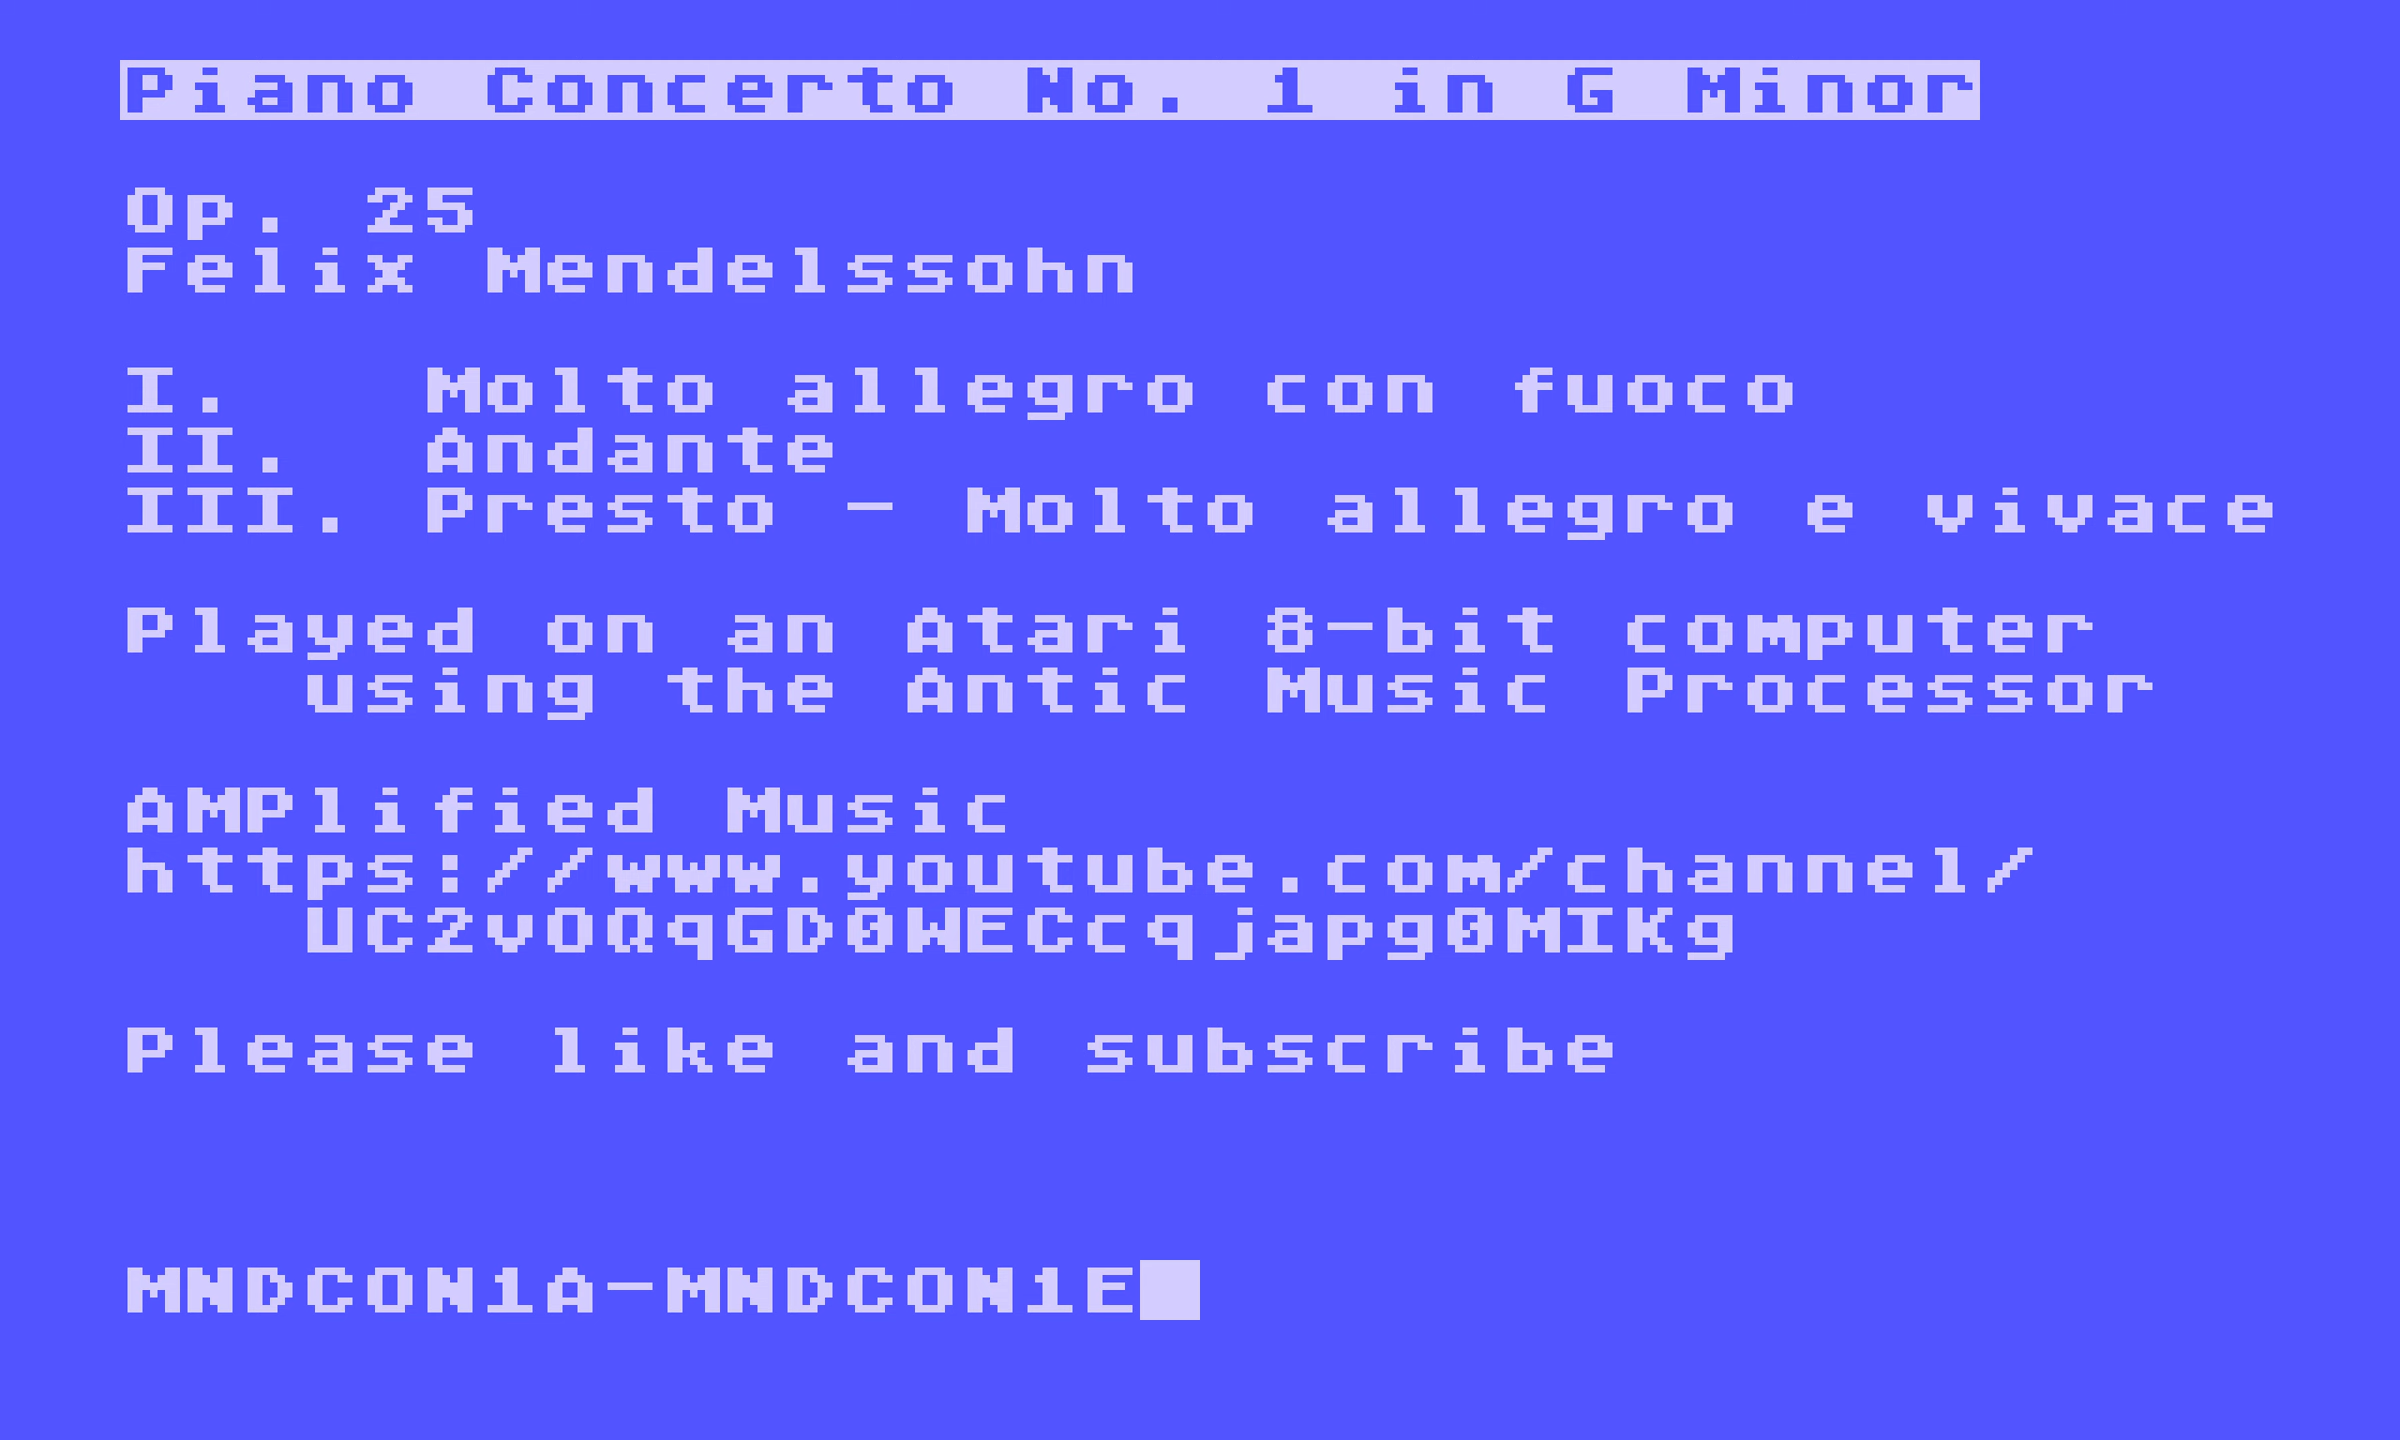 Piano Concerto No. 1 in G Minor
Op. 25
Felix Mendelssohn
I.   Molto allegro con fuoco
II.  Andante
III. Presto - Molto allegro e vivace
Played on an Atari 8-bit computer
using the Antic Music Processor
AMPlified Music
https://www.youtube.com/channel/
UC2vOQqGD0WECcqjapg0MIKg
Please like and subscribe
MNDCON1A-MNDCON1E